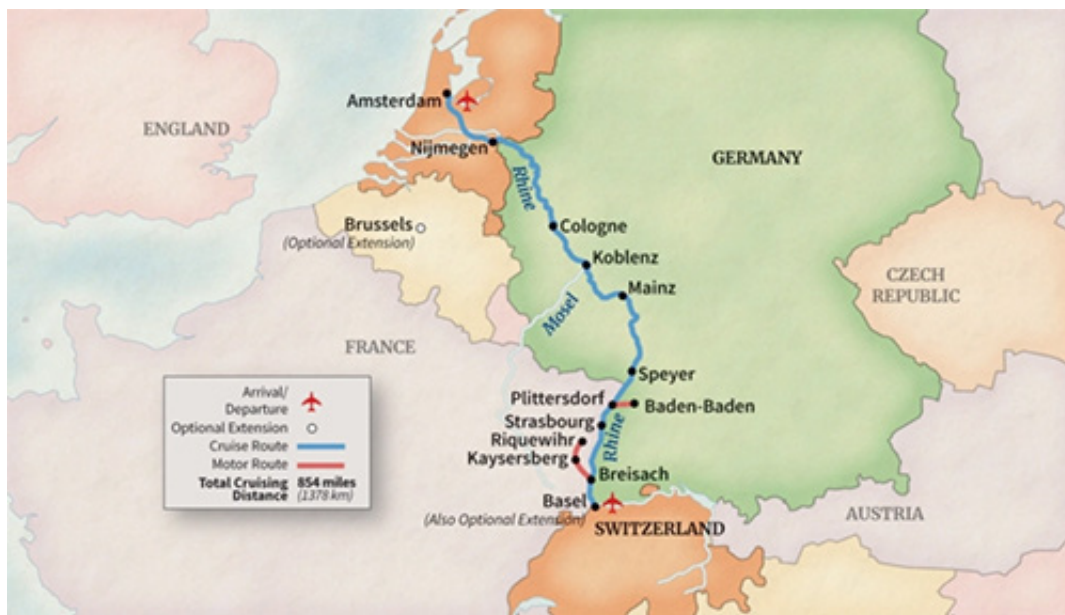 Amsterdam
ENGLAND
Nijmegen
GERMANY
Rhine
Brussels
(Optional Extension)
Cologne
Koblenz
CZECH
REPUBLIC
Mainz
Mosel
FRANCE
Speyer
Plittersdorf
Baden-Baden
Strasbourg
Rhine
Riquewihr
Kaysersberg
Breisach
Basel
(Also Optional Extension)
SWITZERLAND
AUSTRIA
Arrival/
Departure
Optional Extension
Cruise Route
Motor Route
Total Cruising 854 miles
Distance (1378 km)